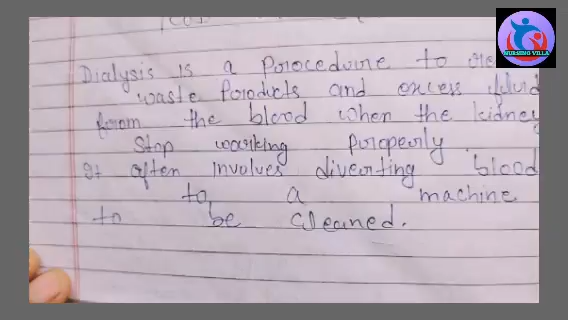 NURSING VILLA
Dialysis is a Procedure to
waste Products and excess fluid
from the blood when the kidney
stop working properly.
It often involves diverting blood
to a machine
to be cleaned.